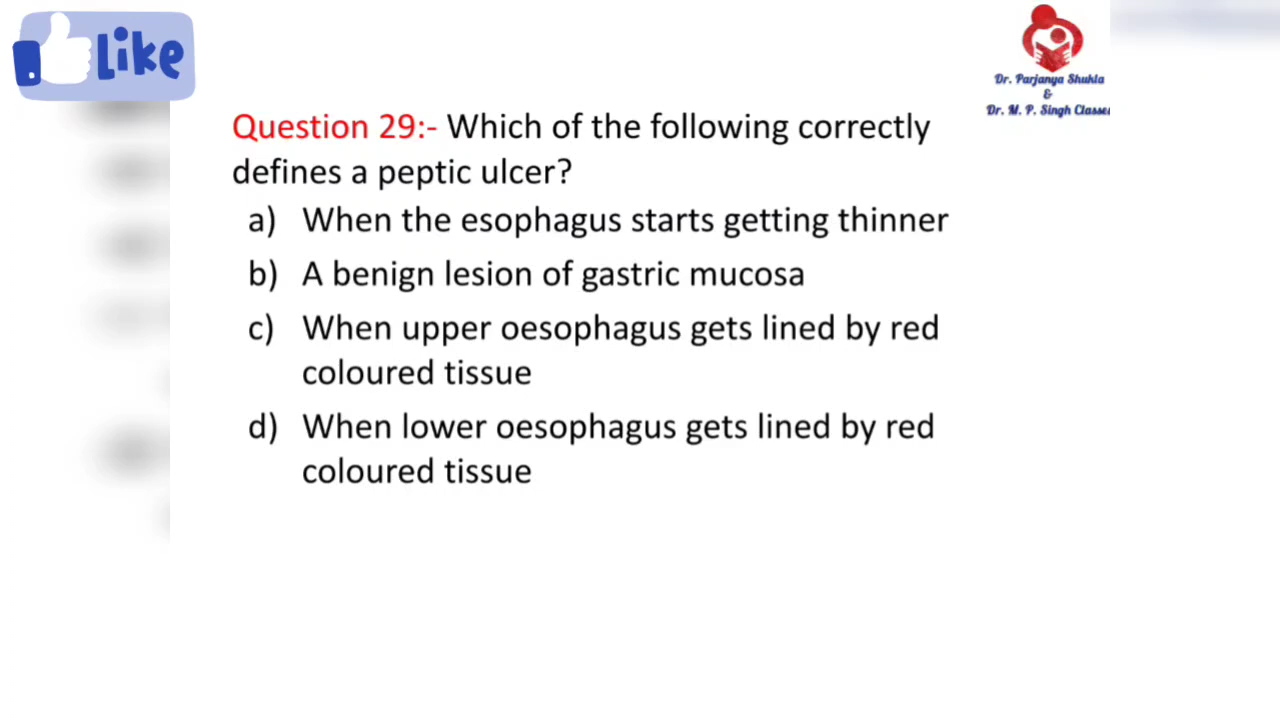 Like
Dr. Parjanya Shukla
&
Dr. M. P. Singh Classes
Question 29:- Which of the following correctly
defines a peptic ulcer?
a) When the esophagus starts getting thinner
b) A benign lesion of gastric mucosa
c) When upper oesophagus gets lined by red
coloured tissue
d) When lower oesophagus gets lined by red
coloured tissue